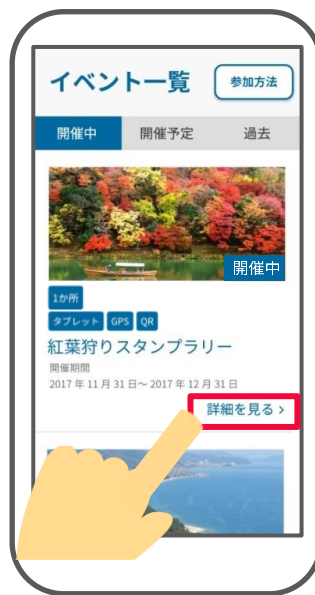 イベント一覧
参加方法
開催中
開催予定
過去
開催中
1か所
タブレット GPS QR
紅葉狩りスタンプラリー
開催期間
2017 年 11 月 31 日～ 2017 年 12 月 31 日
詳細を見る ›